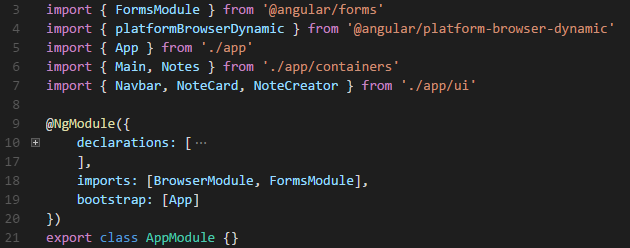 3 import { FormsModule } from '@angular/forms'
4 import { platformBrowserDynamic } from '@angular/platform-browser-dynamic'
5 import { App } from './app'
6 import { Main, Notes } from './app/containers'
7 import { Navbar, NoteCard, NoteCreator } from './app/ui'
8
9 @NgModule({
10 declarations: [ ...
17 ],
18 imports: [BrowserModule, FormsModule],
19 bootstrap: [App]
20 })
21 export class AppModule {}